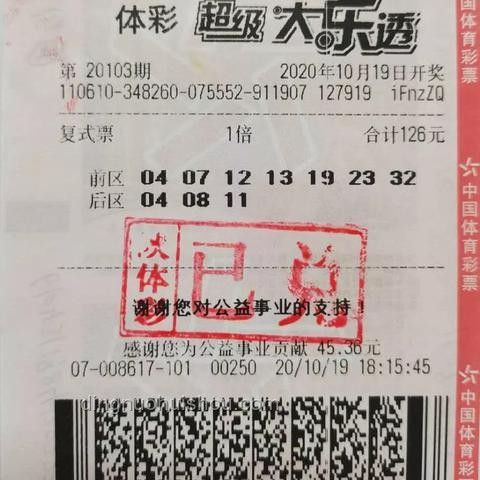 体彩 超级大乐透
第 20103期 2020年10月19日开奖
110610-348260-075552-911907 127919 iFnzZQ
复式票 1倍 合计126元
前区 04 07 12 13 19 23 32
后区 04 08 11
体彩
已兑
谢谢您对公益事业的支持!
感谢您为公益事业贡献 45.36元
07-008617-101 00250 20/10/19 18:15:45
中国体育彩票
中国体育彩票
中国体育彩票